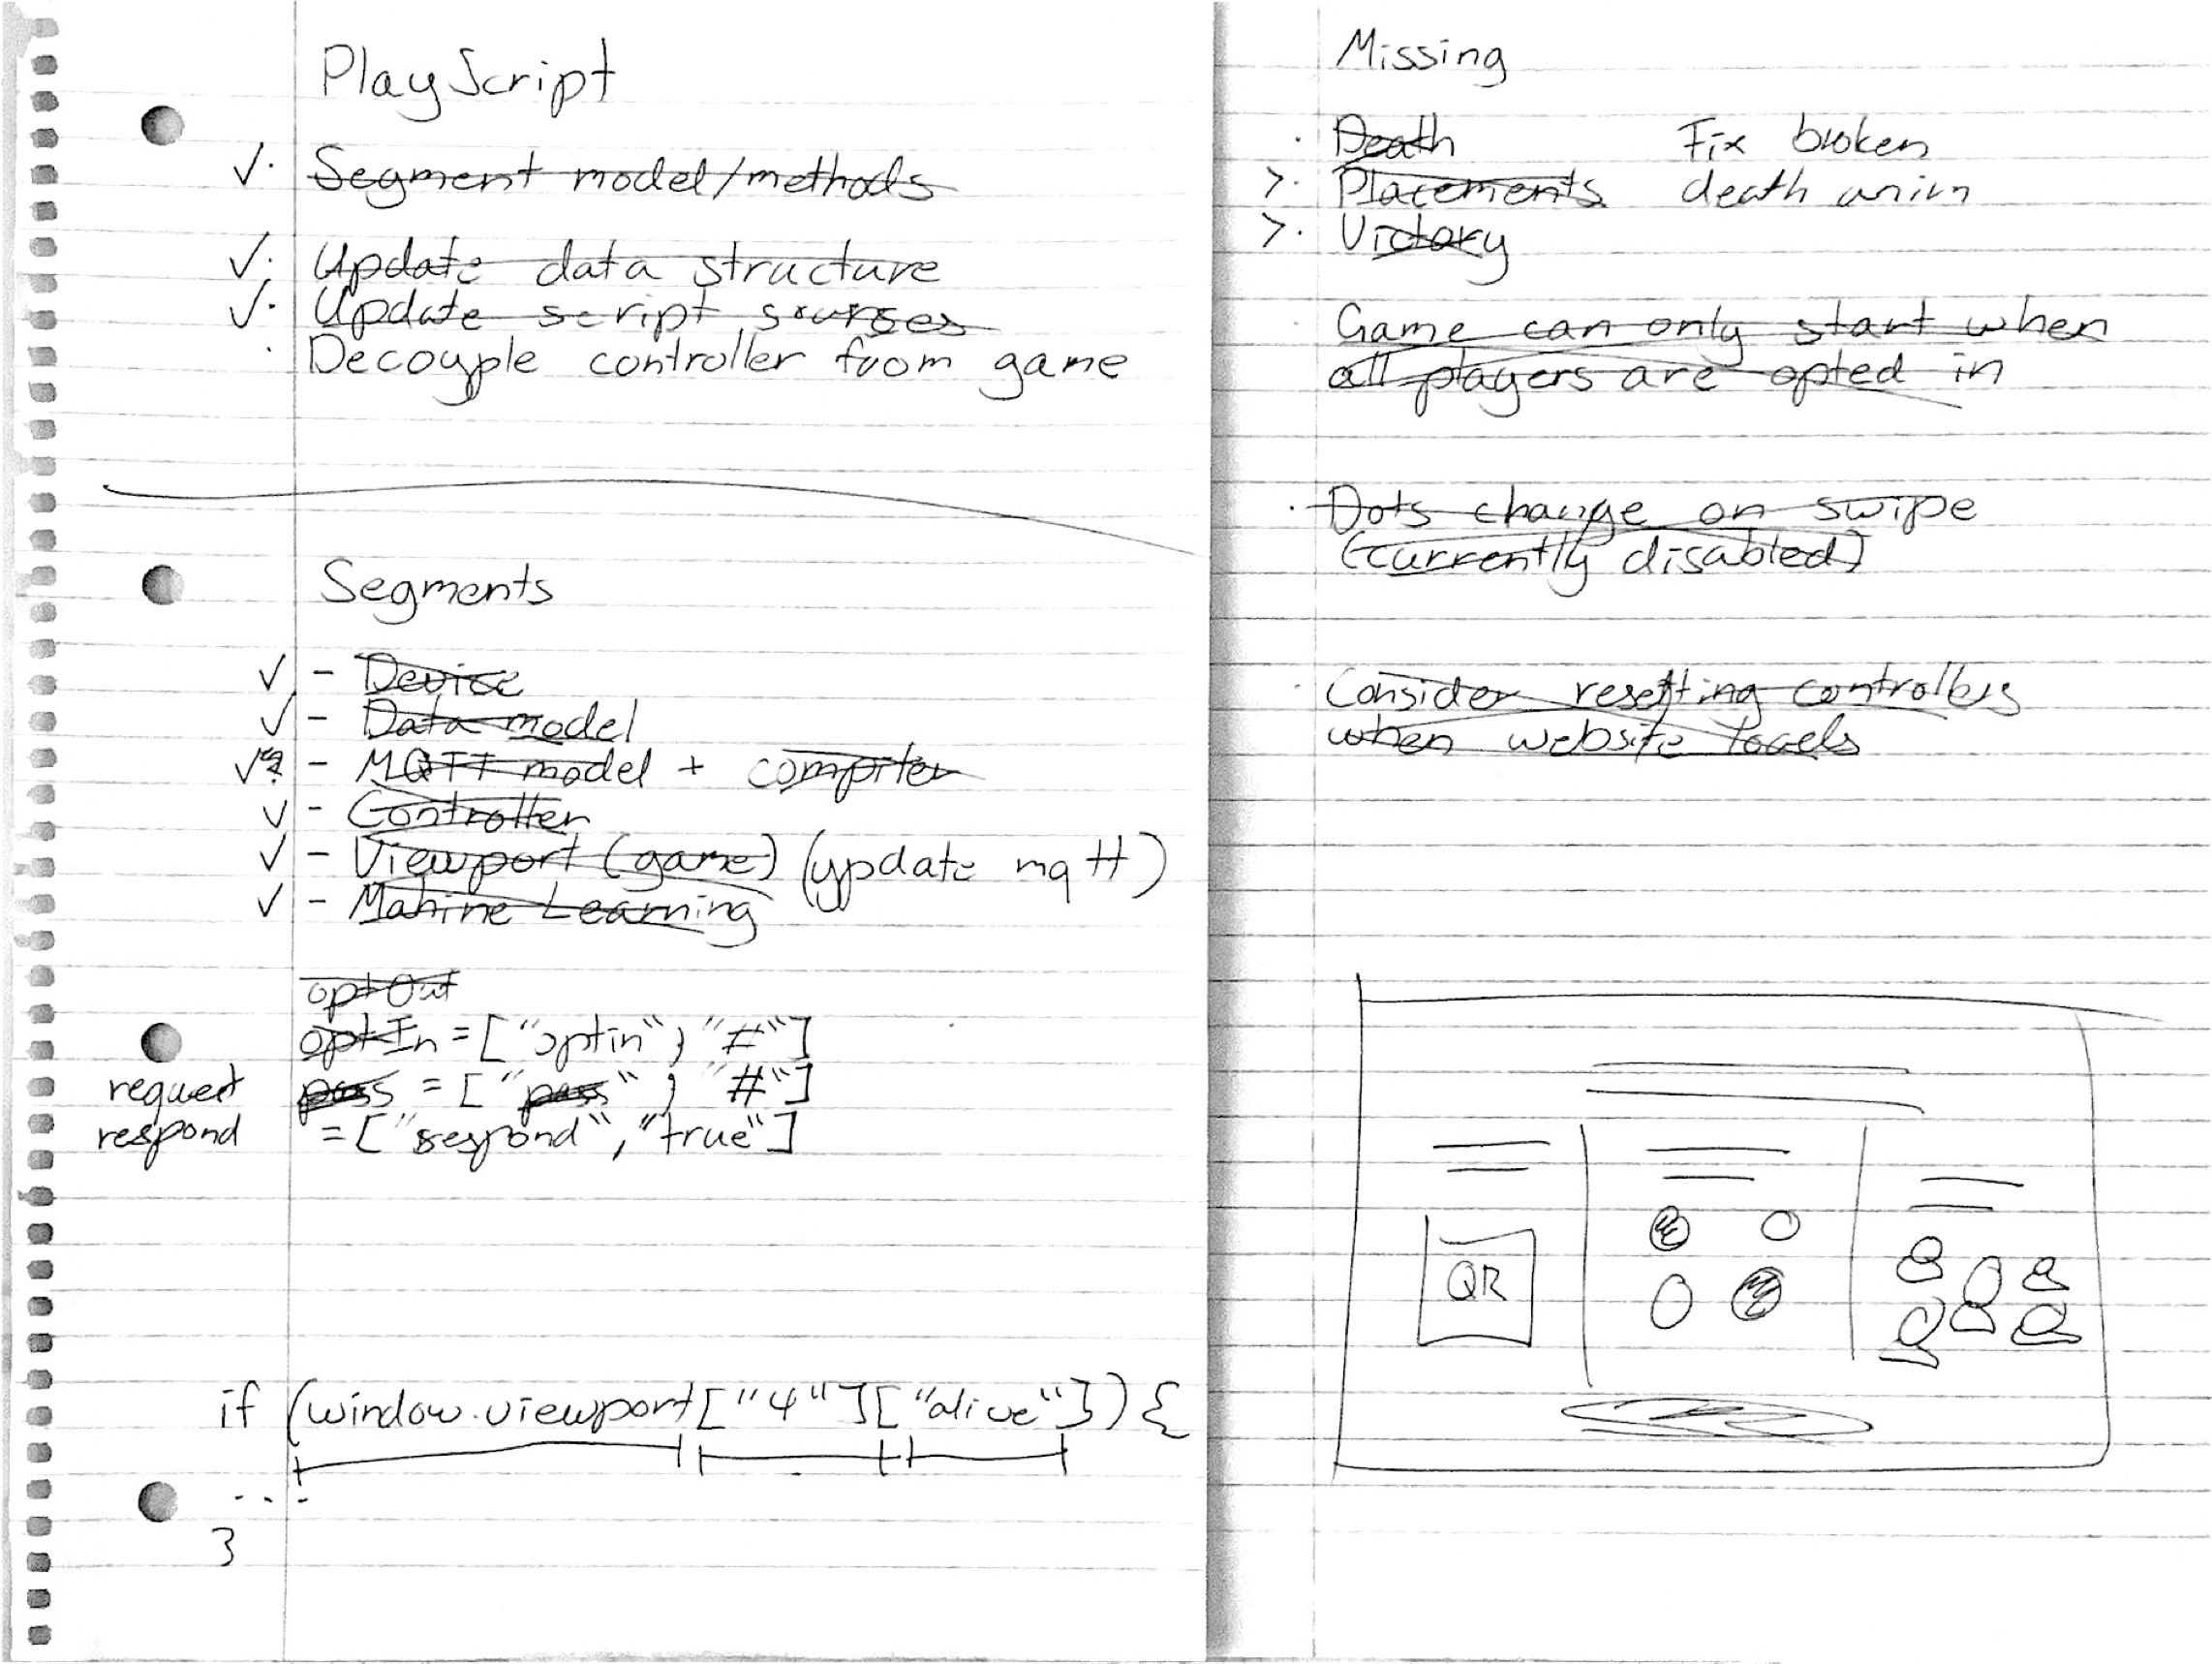 PlayScript
✓· Segment model/methods
✓· Update data structure
✓· Update script sourses
· Decouple controller from game
Segments
✓ - Device
✓ - Data model
✓? - MQTT model + compiler
✓ - Controller
✓ - Viewport (game) (update mqtt)
✓ - Mahine Learning
optOut
optIn = ["optin", "#"]
request pass = ["pass", "#"]
respond = ["respond", "true"]
if (window.viewport["4"]["alive"]) {
...
}
Missing
· Death Fix broken
>· Placements death anim
>· Victory
· Game can only start when
all players are opted in
· Dots change on swipe
(currently disabled)
· Consider resetting controllers
when website loads
QR